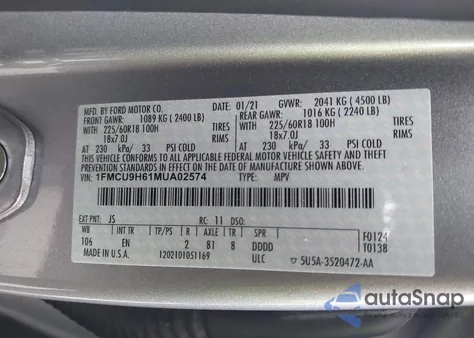 MFD. BY FORD MOTOR CO. 01/21 GVWR: 2041 KG (4500 LB)
FRONT GAWR: 1089 KG (2400 LB) REAR GAWR: 1016 KG (2240 LB)
WITH TIRES WITH TIRES
225/60R18 100H 225/60R18 100H
18x7.0J RIMS 18x7.0J RIMS
AT 230 kPa/ 33 PSI COLD AT 230 kPa/ 33 PSI COLD
THIS VEHICLE CONFORMS TO ALL APPLICABLE FEDERAL MOTOR VEHICLE SAFETY AND BUMPER
STANDARDS AND THEFT PREVENTION STANDARDS IN EFFECT ON THE DATE OF MANUFACTURE SHOWN ABOVE.
VIN: 1FMCU9H61MUA02574 TYPE: MPV
EXT PNT: JS RC: 11 DSO: F0124
WB TP/PS R AXLE TR SPR T0138
106 EN 2 81 8 DDDD
MADE IN U.S.A. 1202101051169 ULC 5U5A-3520472-AA
autoSnap